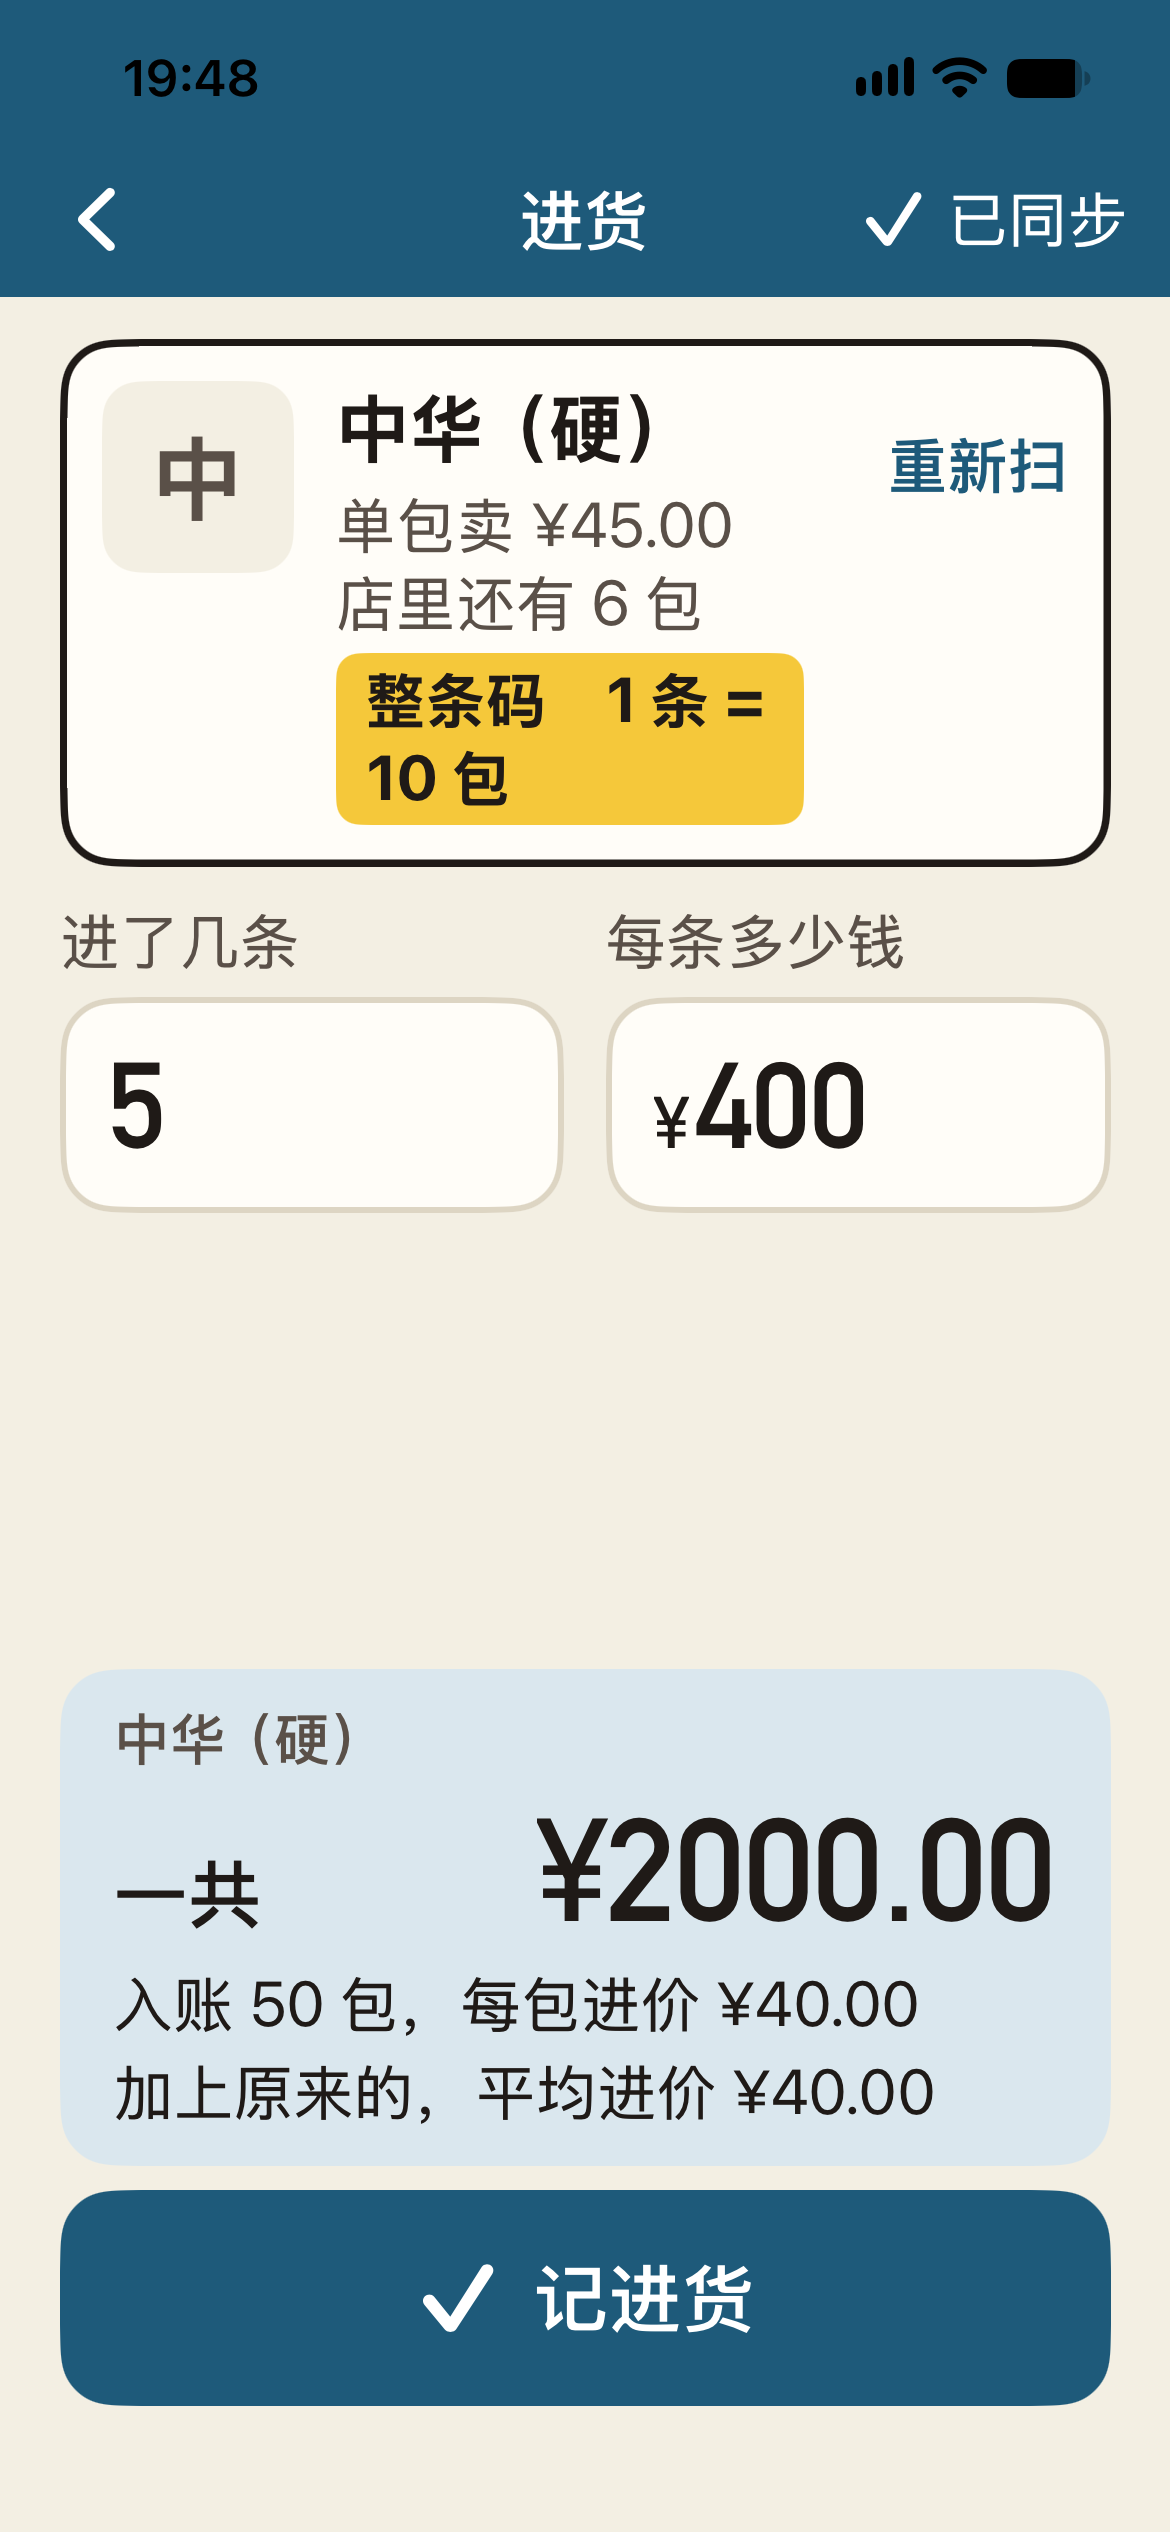 19:48
进货
已同步
中
中华（硬）
重新扫
单包卖 ¥45.00
店里还有 6 包
整条码　1 条 =
10 包
进了几条
每条多少钱
5
¥400
中华（硬）
一共
¥2000.00
入账 50 包，每包进价 ¥40.00
加上原来的，平均进价 ¥40.00
记进货